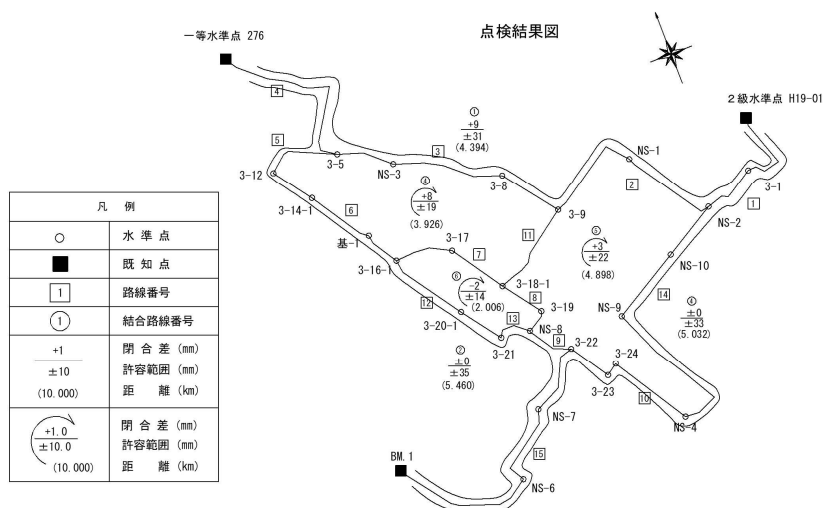 点検結果図
一等水準点 276
2級水準点 H19-01
4
5
3
①
+9
±31
(4.394)
NS-1
2
3-1
1
3-5
NS-3
3-8
3-9
NS-2
3-12
3-14-1
④
+8
±19
(3.926)
6
基-1
3-17
7
11
⑤
+3
±22
(4.898)
NS-10
14
3-16-1
⑥
-2
±14
(2.006)
3-18-1
8
3-19
NS-9
④
±0
±33
(5.032)
12
3-20-1
13
NS-8
9
3-22
3-21
②
±0
±35
(5.460)
3-24
3-23
10
NS-4
NS-7
BM.1
15
NS-6
凡 例
水 準 点
既 知 点
1
路線番号
①
結合路線番号
+1
±10
(10.000)
閉 合 差 (mm)
許容範囲 (mm)
距 離 (km)
+1.0
±10.0
(10.000)
閉 合 差 (mm)
許容範囲 (mm)
距 離 (km)